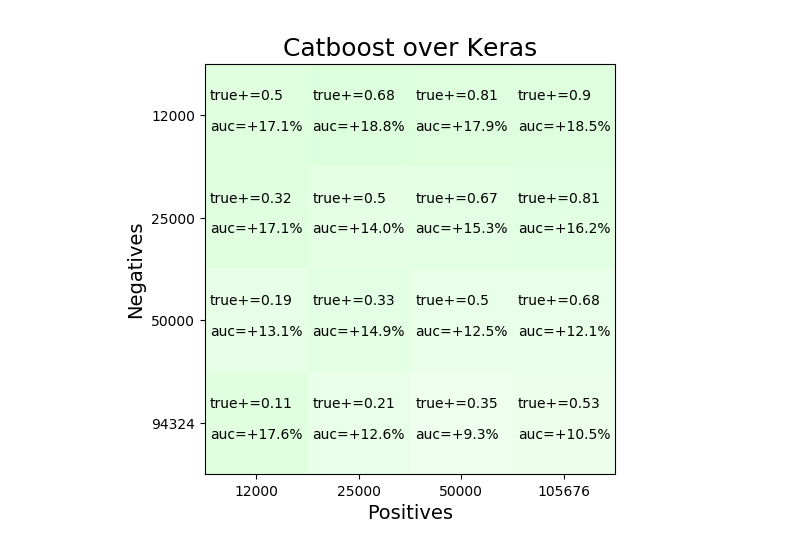 Catboost over Keras
true+=0.5 true+=0.68 true+=0.81 true+=0.9
12000
auc=+17.1% auc=+18.8% auc=+17.9% auc=+18.5%
true+=0.32 true+=0.5 true+=0.67 true+=0.81
25000
auc=+17.1% auc=+14.0% auc=+15.3% auc=+16.2%
Negatives
true+=0.19 true+=0.33 true+=0.5 true+=0.68
50000
auc=+13.1% auc=+14.9% auc=+12.5% auc=+12.1%
true+=0.11 true+=0.21 true+=0.35 true+=0.53
94324
auc=+17.6% auc=+12.6% auc=+9.3% auc=+10.5%
12000 25000 50000 105676
Positives